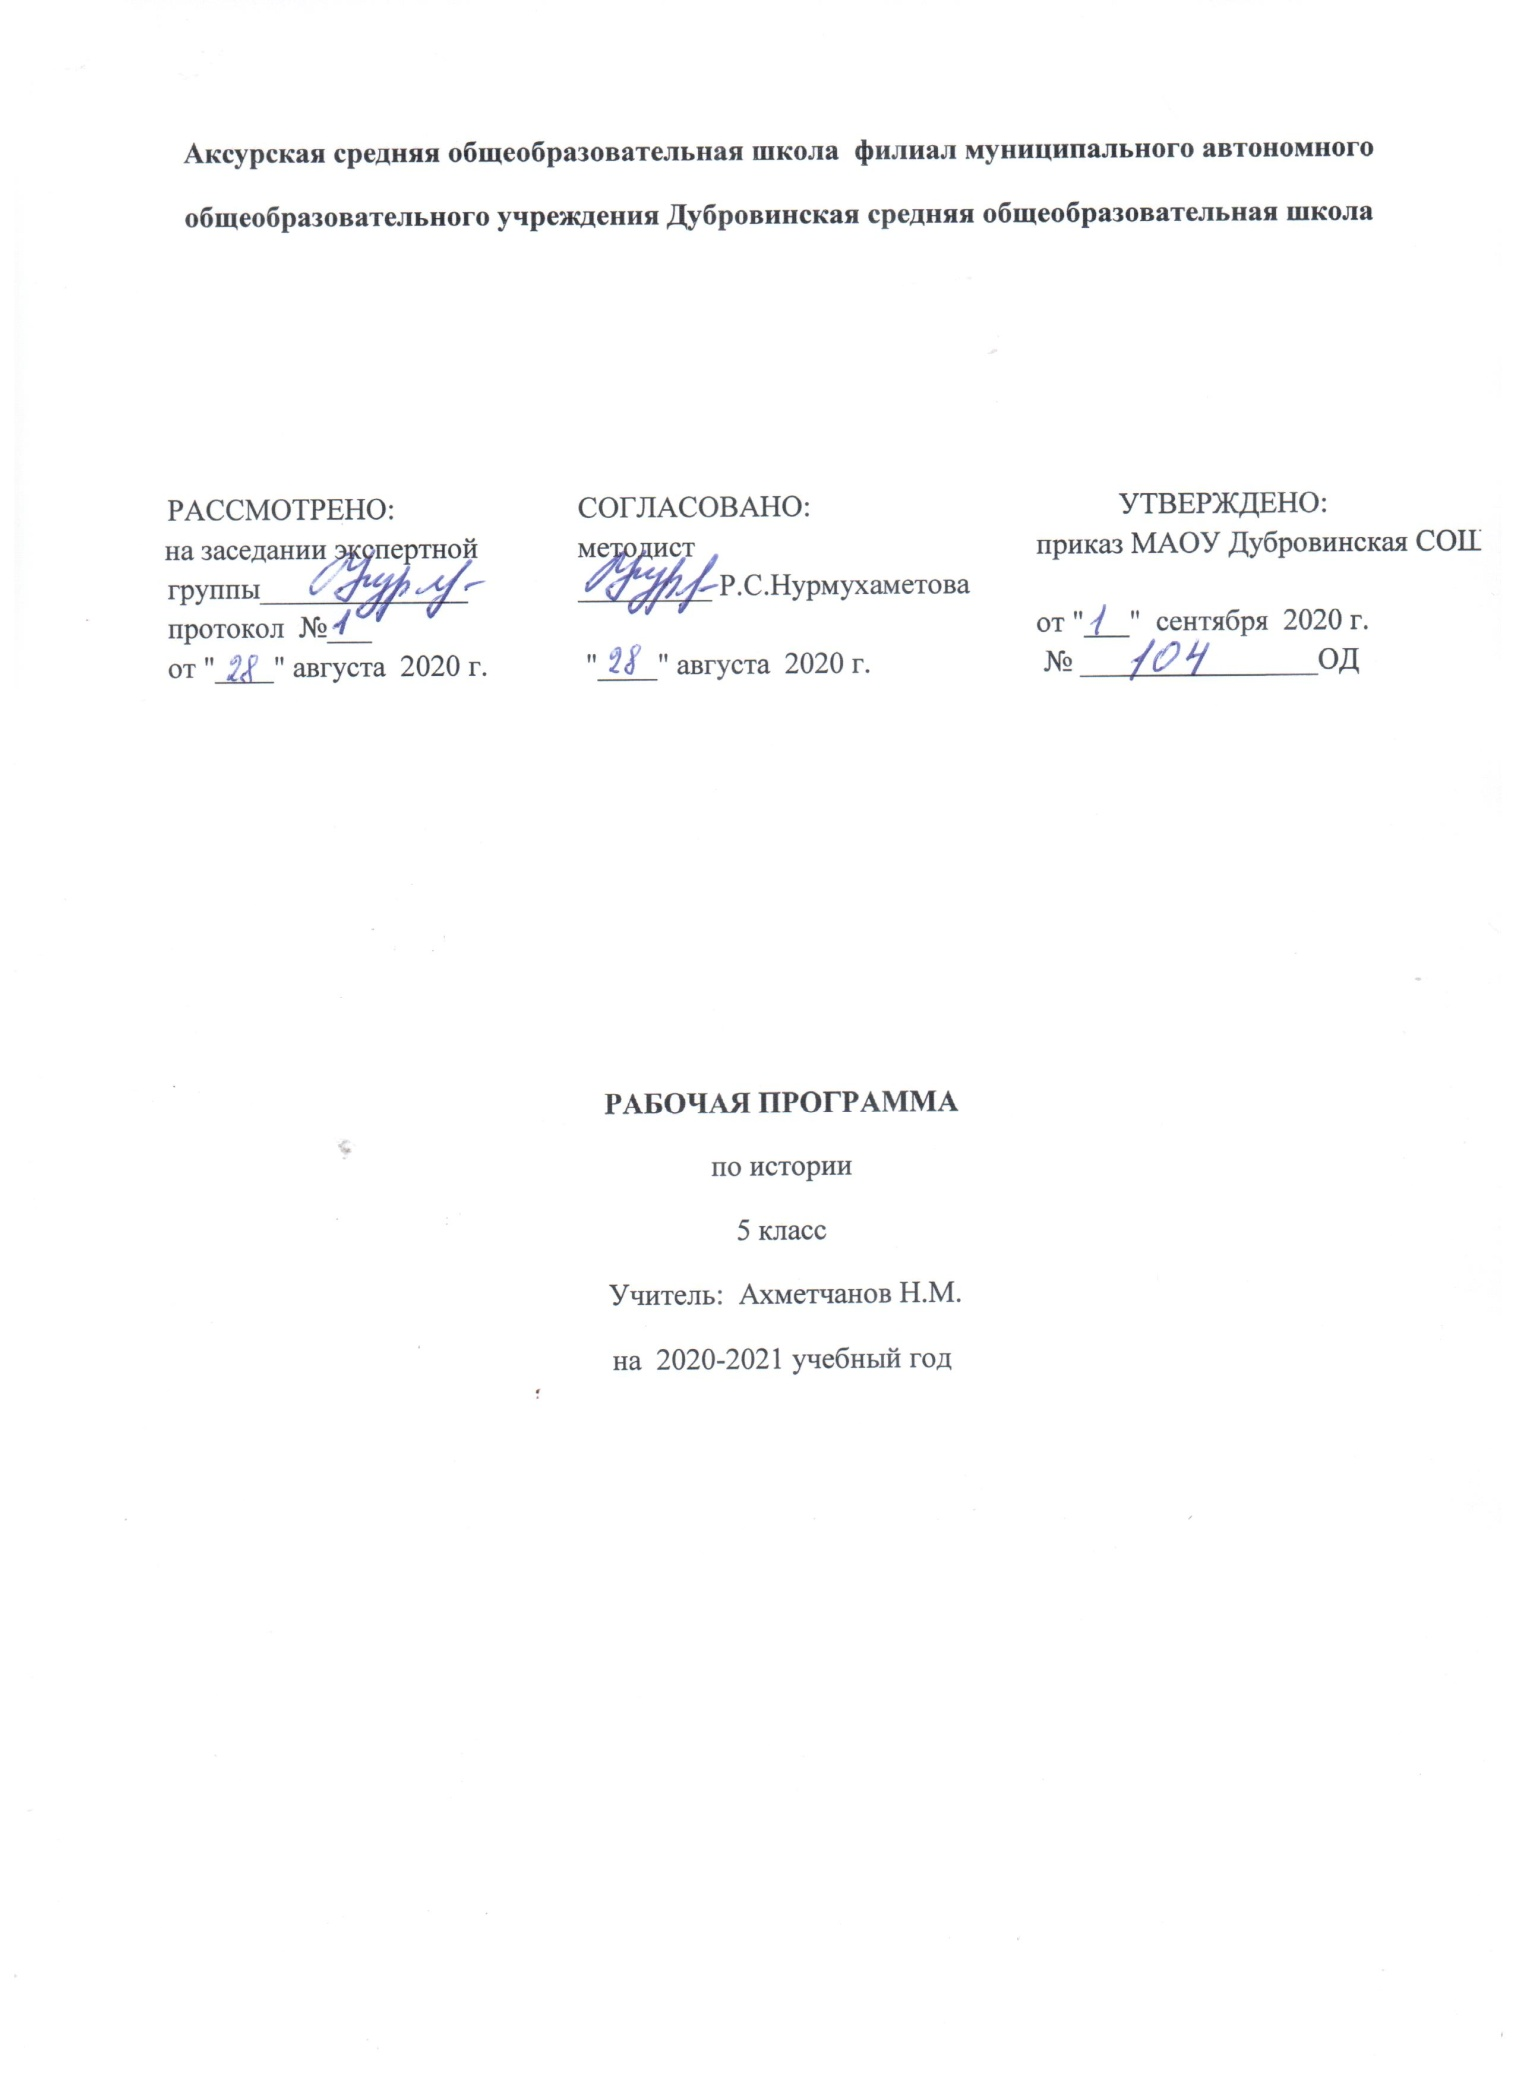 Аксурская средняя общеобразовательная школа филиал муниципального автономного
общеобразовательного учреждения Дубровинская средняя общеобразовательная школа
РАССМОТРЕНО:
на заседании экспертной
группы______________
протокол №1
от "28" августа 2020 г.
СОГЛАСОВАНО:
методист
_________Р.С.Нурмухаметова
"28" августа 2020 г.
УТВЕРЖДЕНО:
приказ МАОУ Дубровинская СОШ
от "1" сентября 2020 г.
№ 104 ОД
РАБОЧАЯ ПРОГРАММА
по истории
5 класс
Учитель: Ахметчанов Н.М.
на 2020-2021 учебный год